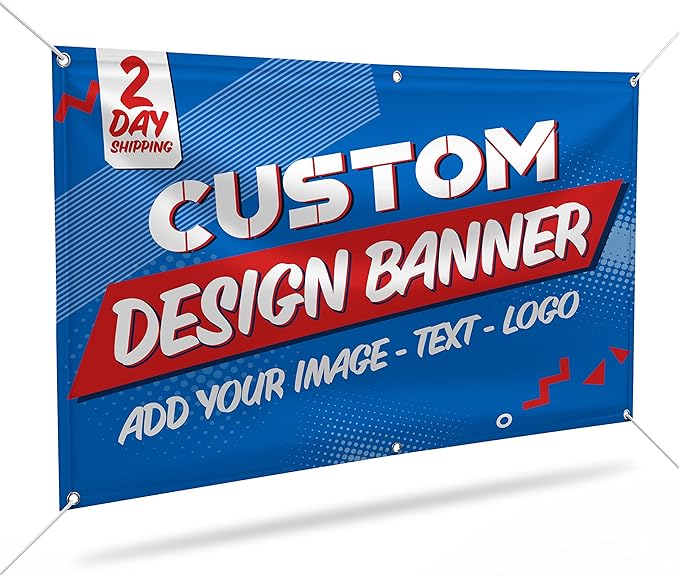 2
DAY
SHIPPING
CUSTOM
DESIGN BANNER
ADD YOUR IMAGE - TEXT - LOGO